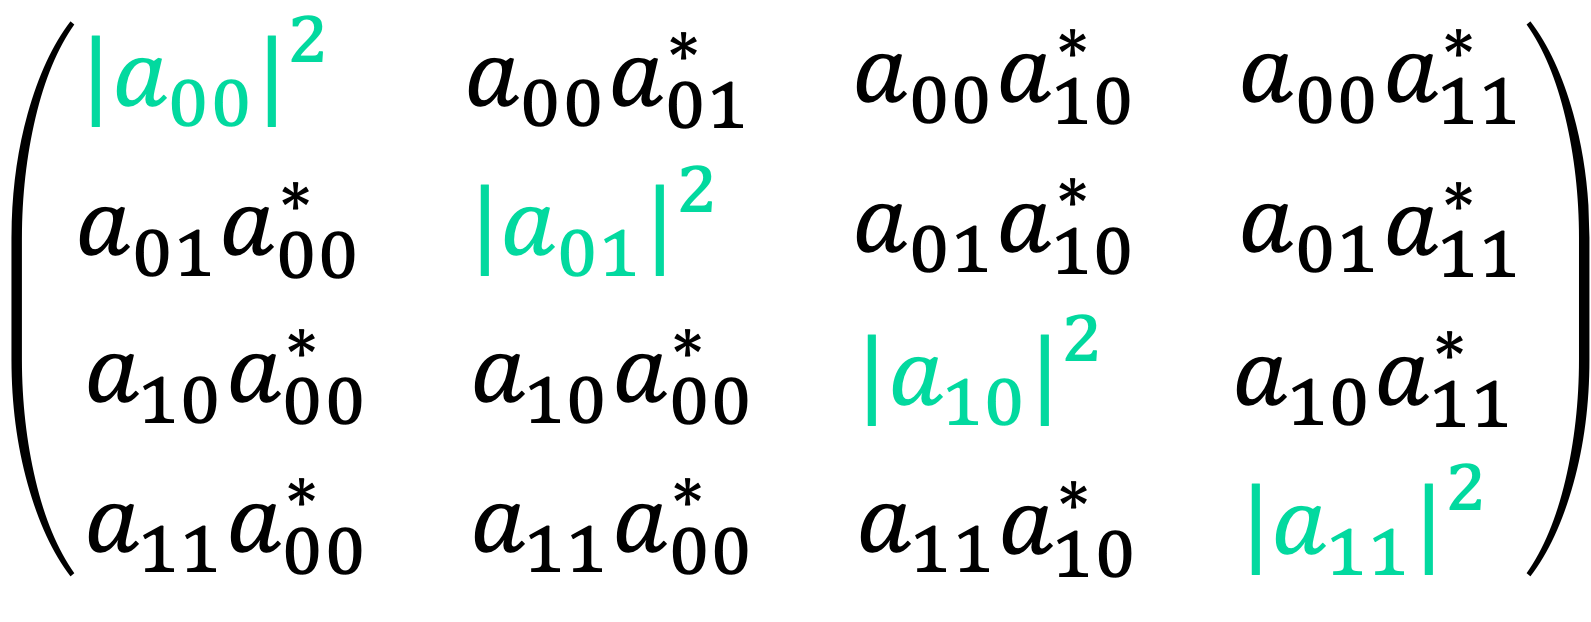 |a₀₀|² a₀₀a*₀₁ a₀₀a*₁₀ a₀₀a*₁₁
a₀₁a*₀₀ |a₀₁|² a₀₁a*₁₀ a₀₁a*₁₁
a₁₀a*₀₀ a₁₀a*₀₀ |a₁₀|² a₁₀a*₁₁
a₁₁a*₀₀ a₁₁a*₀₀ a₁₁a*₁₀ |a₁₁|²